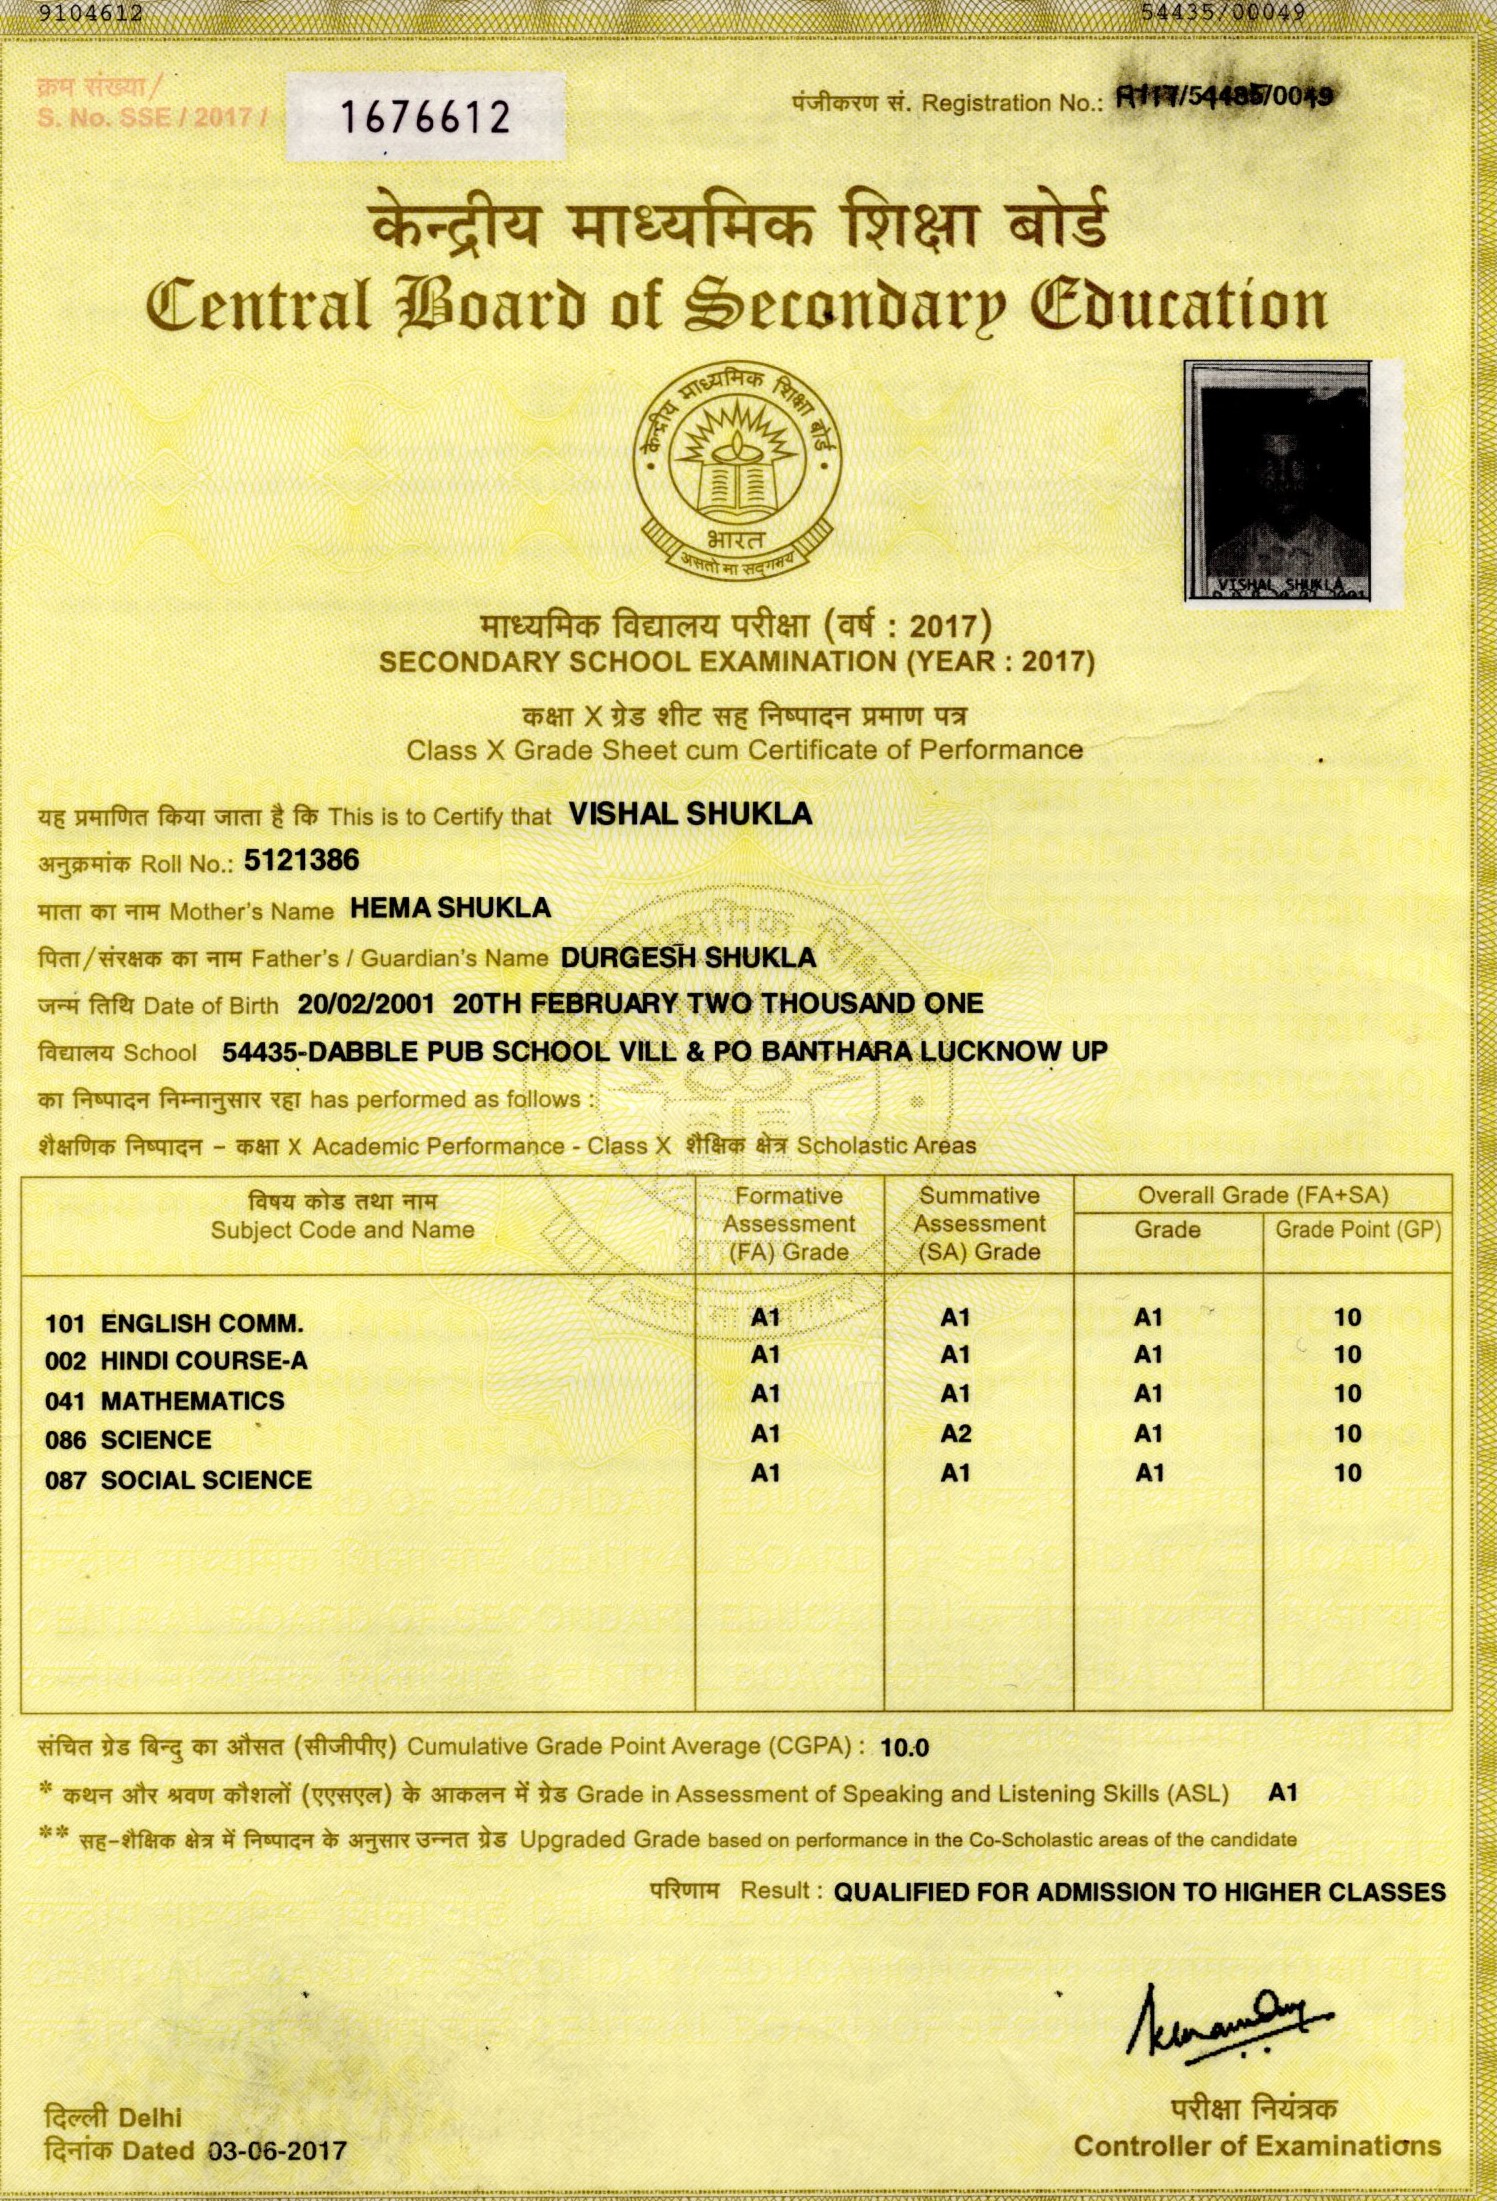 9104612 54435/00049
क्रम संख्या /
S. No. SSE / 2017 / 1676612
पंजीकरण सं. Registration No.:
केन्द्रीय माध्यमिक शिक्षा बोर्ड
Central Board of Secondary Education
केन्द्रीय माध्यमिक शिक्षा बोर्ड
भारत
असतो मा सद्गमय
VISHAL SHUKLA
माध्यमिक विद्यालय परीक्षा (वर्ष : 2017)
SECONDARY SCHOOL EXAMINATION (YEAR : 2017)
कक्षा X ग्रेड शीट सह निष्पादन प्रमाण पत्र
Class X Grade Sheet cum Certificate of Performance
यह प्रमाणित किया जाता है कि This is to Certify that VISHAL SHUKLA
अनुक्रमांक Roll No.: 5121386
माता का नाम Mother's Name HEMA SHUKLA
पिता/संरक्षक का नाम Father's / Guardian's Name DURGESH SHUKLA
जन्म तिथि Date of Birth 20/02/2001 20TH FEBRUARY TWO THOUSAND ONE
विद्यालय School 54435-DABBLE PUB SCHOOL VILL & PO BANTHARA LUCKNOW UP
का निष्पादन निम्नानुसार रहा has performed as follows :
शैक्षणिक निष्पादन – कक्षा X Academic Performance - Class X शैक्षिक क्षेत्र Scholastic Areas
विषय कोड तथा नाम
Subject Code and Name
Formative
Assessment
(FA) Grade
Summative
Assessment
(SA) Grade
Overall Grade (FA+SA)
Grade Grade Point (GP)
101 ENGLISH COMM. A1 A1 A1 10
002 HINDI COURSE-A A1 A1 A1 10
041 MATHEMATICS A1 A1 A1 10
086 SCIENCE A1 A2 A1 10
087 SOCIAL SCIENCE A1 A1 A1 10
संचित ग्रेड बिन्दु का औसत (सीजीपीए) Cumulative Grade Point Average (CGPA) : 10.0
* कथन और श्रवण कौशलों (एएसएल) के आकलन में ग्रेड Grade in Assessment of Speaking and Listening Skills (ASL) A1
** सह-शैक्षिक क्षेत्र में निष्पादन के अनुसार उन्नत ग्रेड Upgraded Grade based on performance in the Co-Scholastic areas of the candidate
परिणाम Result : QUALIFIED FOR ADMISSION TO HIGHER CLASSES
दिल्ली Delhi
दिनांक Dated 03-06-2017
परीक्षा नियंत्रक
Controller of Examinations